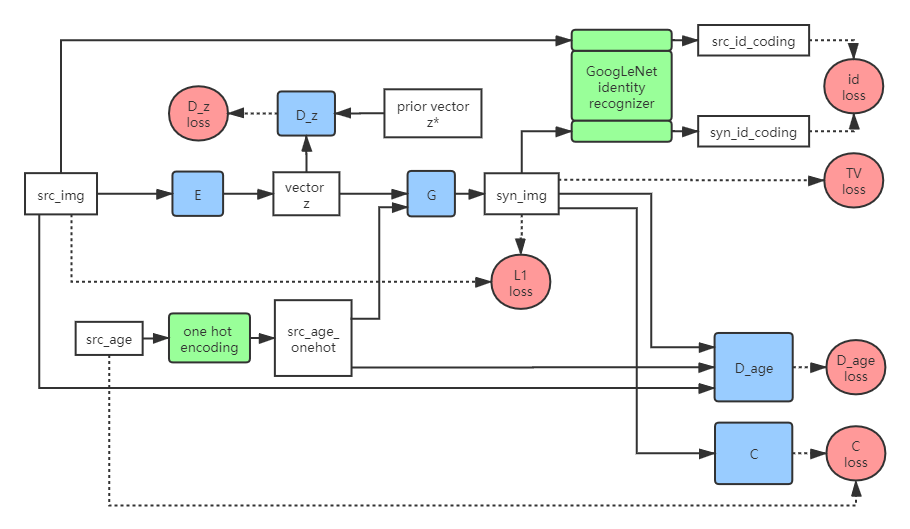 src_id_coding
GoogLeNet
identity
recognizer
id
loss
D_z
loss
D_z
prior vector
z*
syn_id_coding
TV
loss
src_img
E
vector
z
G
syn_img
L1
loss
src_age
one hot
encoding
src_age_
onehot
D_age
D_age
loss
C
C
loss